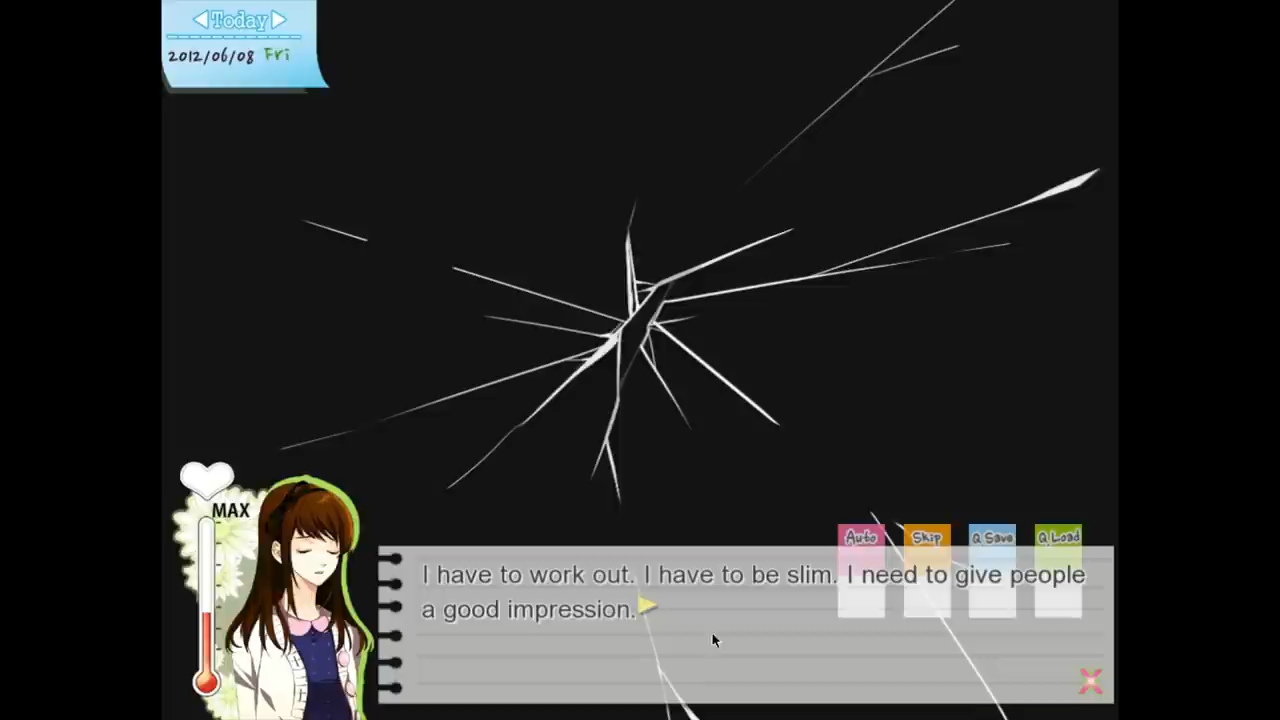 Today
2012/06/08 Fri
MAX
Auto
Skip
Q Save
Q Load
I have to work out. I have to be slim. I need to give people
a good impression.